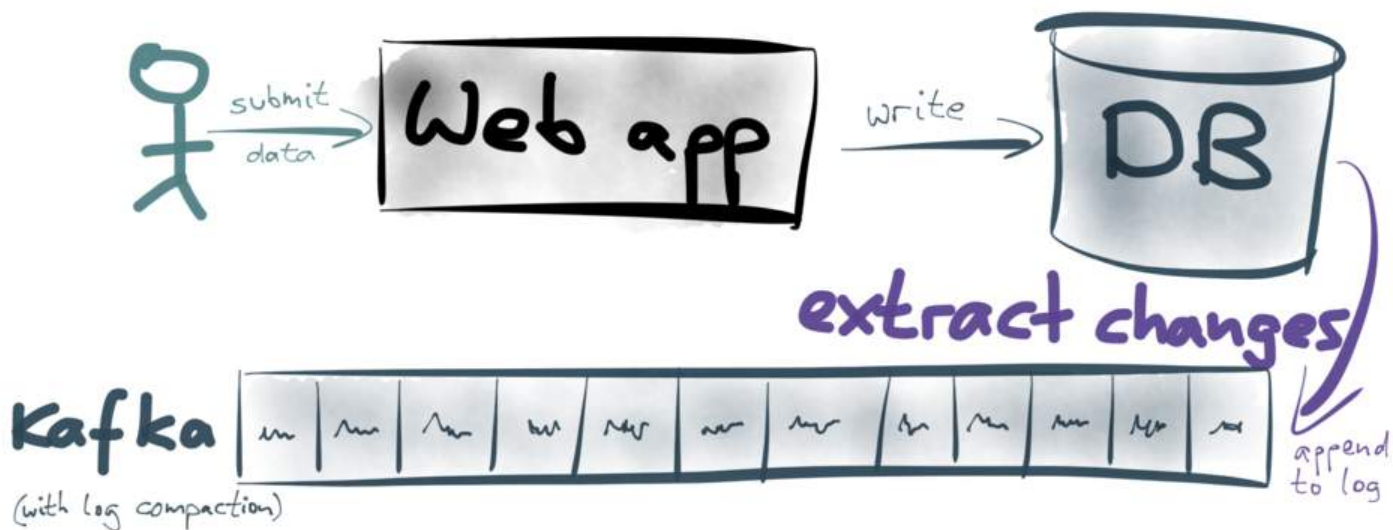 submit
data
Web app
write
DB
extract changes
Kafka
(with log compaction)
append
to log